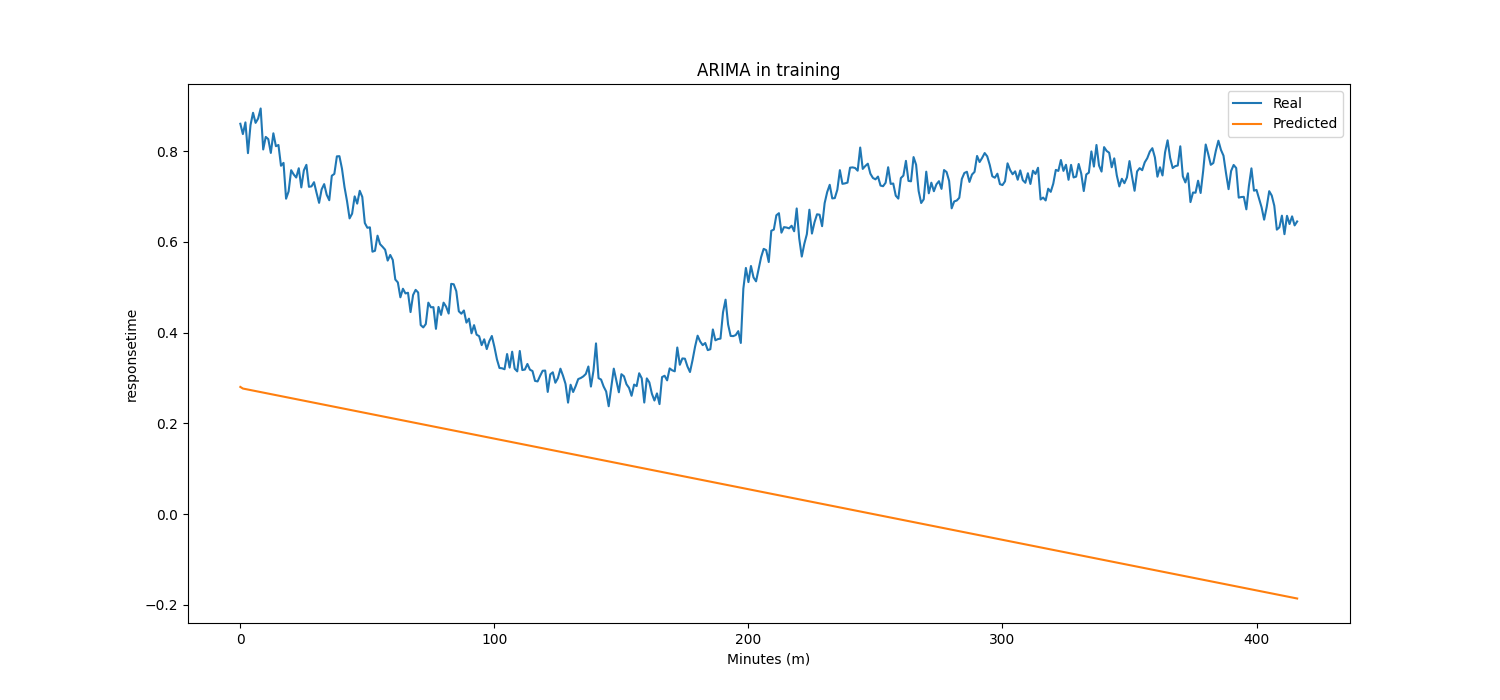 ARIMA in training
Real
Predicted
responsetime
0.8
0.6
0.4
0.2
0.0
−0.2
0 100 200 300 400
Minutes (m)